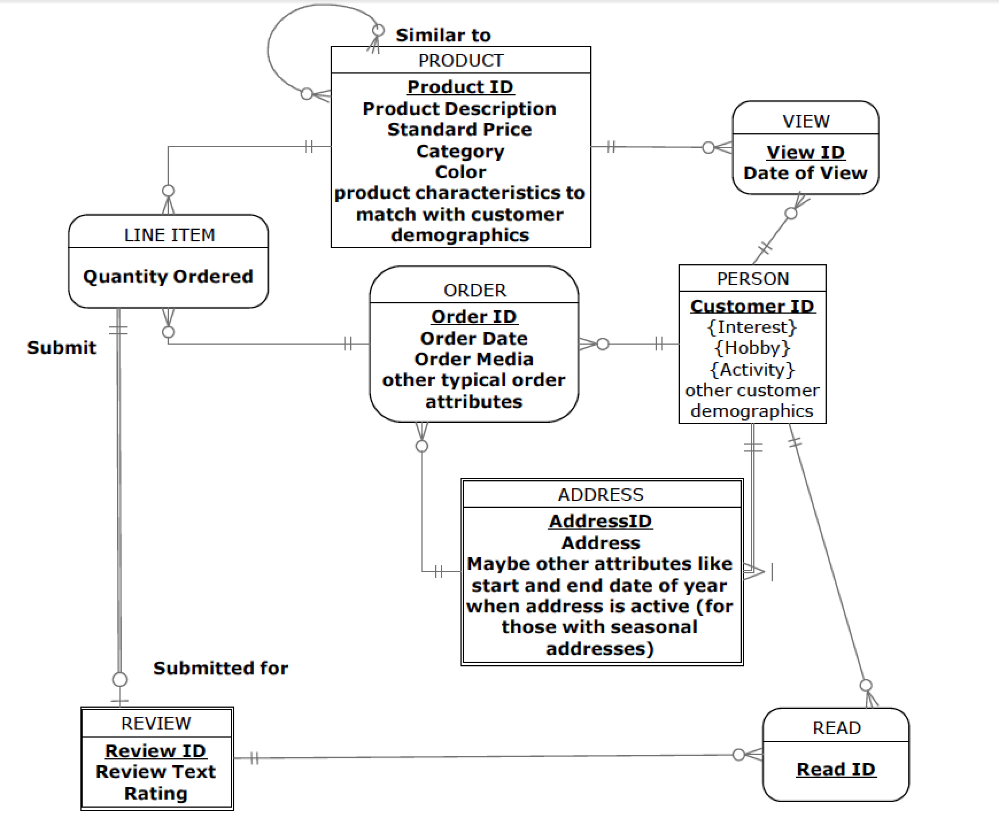 Similar to
PRODUCT
Product ID
Product Description
Standard Price
Category
Color
product characteristics to
match with customer
demographics
VIEW
View ID
Date of View
LINE ITEM
Quantity Ordered
ORDER
Order ID
Order Date
Order Media
other typical order
attributes
PERSON
Customer ID
{Interest}
{Hobby}
{Activity}
other customer
demographics
Submit
ADDRESS
AddressID
Address
Maybe other attributes like
start and end date of year
when address is active (for
those with seasonal
addresses)
Submitted for
REVIEW
Review ID
Review Text
Rating
READ
Read ID